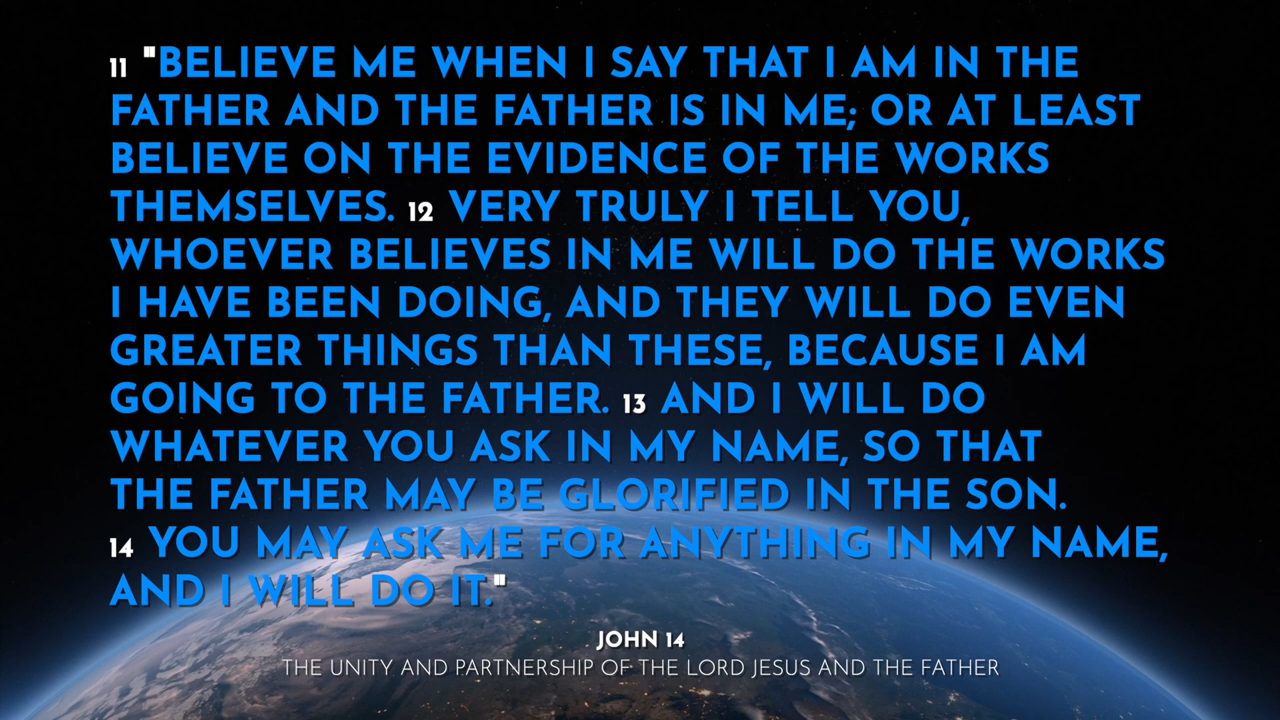 11 "BELIEVE ME WHEN I SAY THAT I AM IN THE
FATHER AND THE FATHER IS IN ME; OR AT LEAST
BELIEVE ON THE EVIDENCE OF THE WORKS
THEMSELVES. 12 VERY TRULY I TELL YOU,
WHOEVER BELIEVES IN ME WILL DO THE WORKS
I HAVE BEEN DOING, AND THEY WILL DO EVEN
GREATER THINGS THAN THESE, BECAUSE I AM
GOING TO THE FATHER. 13 AND I WILL DO
WHATEVER YOU ASK IN MY NAME, SO THAT
THE FATHER MAY BE GLORIFIED IN THE SON.
14 YOU MAY ASK ME FOR ANYTHING IN MY NAME,
AND I WILL DO IT."
JOHN 14
THE UNITY AND PARTNERSHIP OF THE LORD JESUS AND THE FATHER